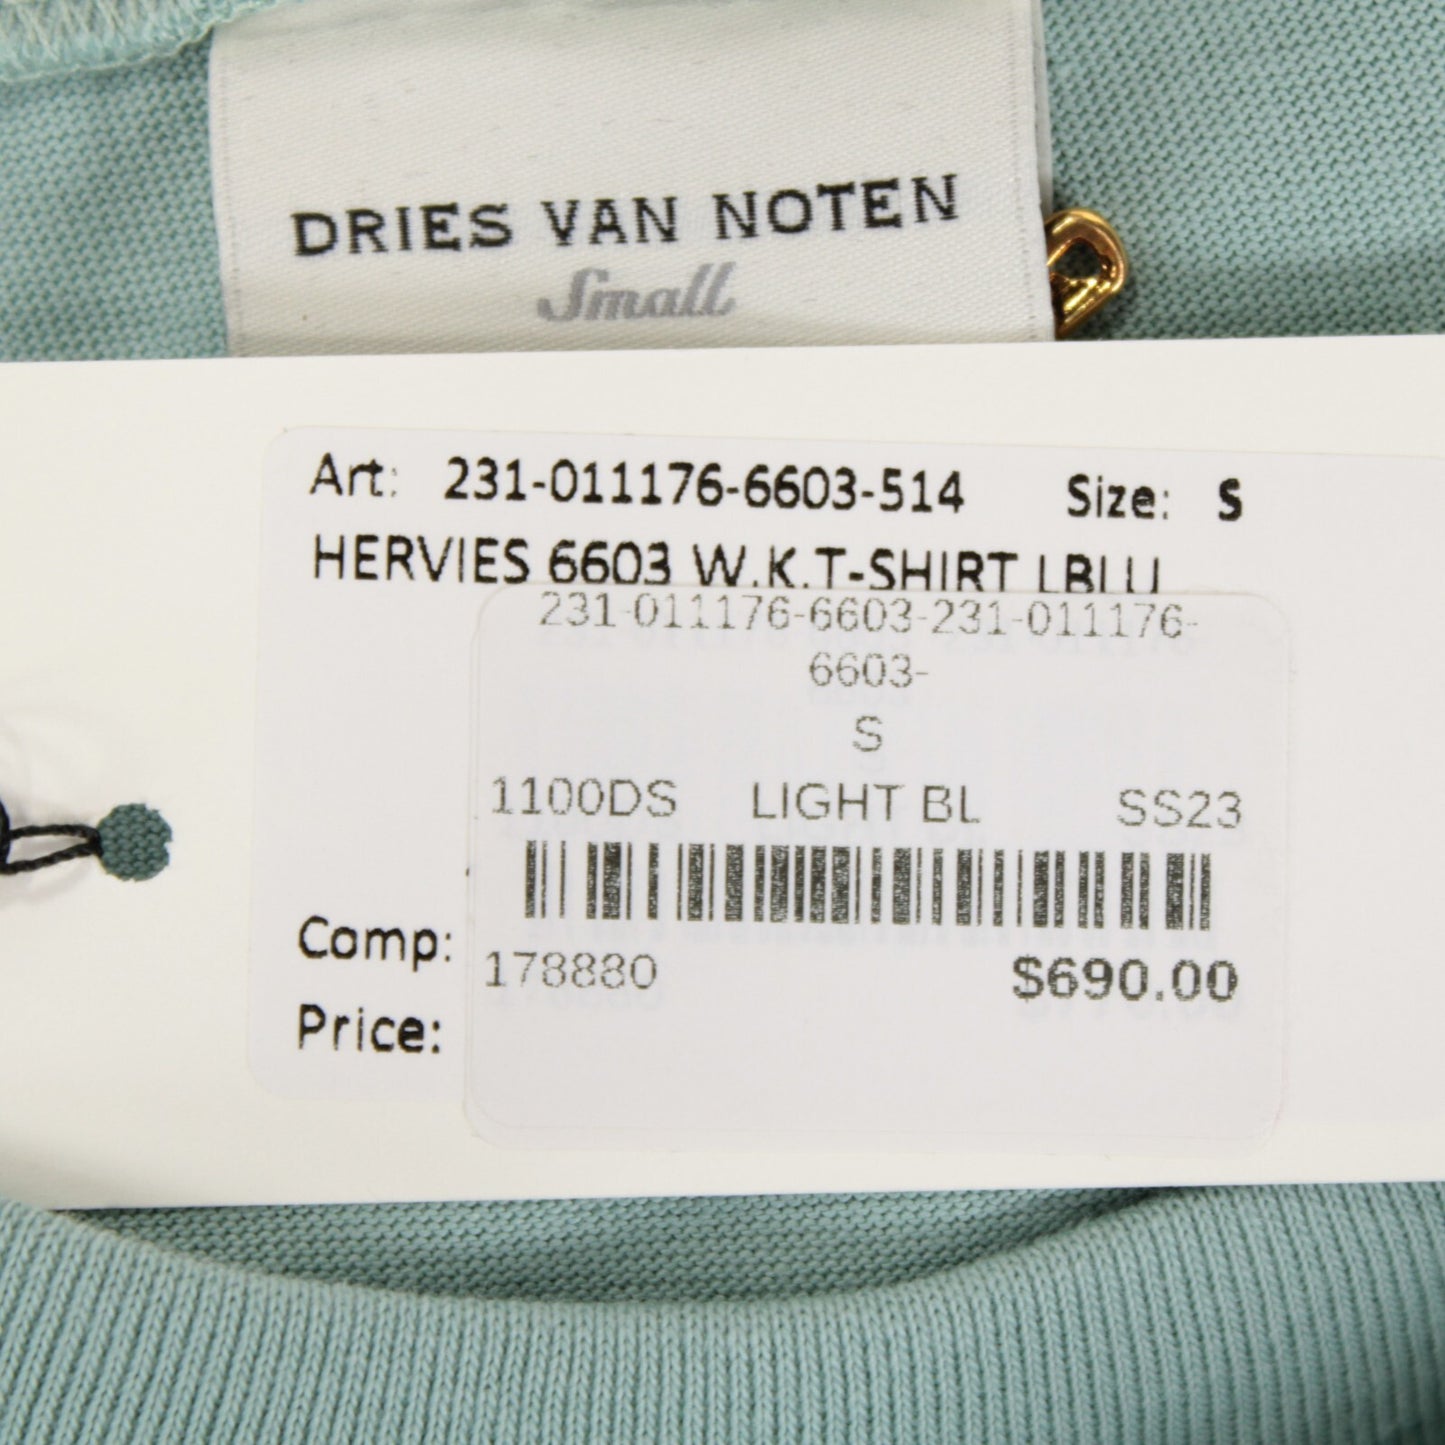 DRIES VAN NOTEN
Small
Art: 231-011176-6603-514 Size: S
HERVIES 6603 W.K.T-SHIRT LBLU
231-011176-6603-231-011176-
6603-
S
1100DS LIGHT BL SS23
178880 $690.00
Comp:
Price: